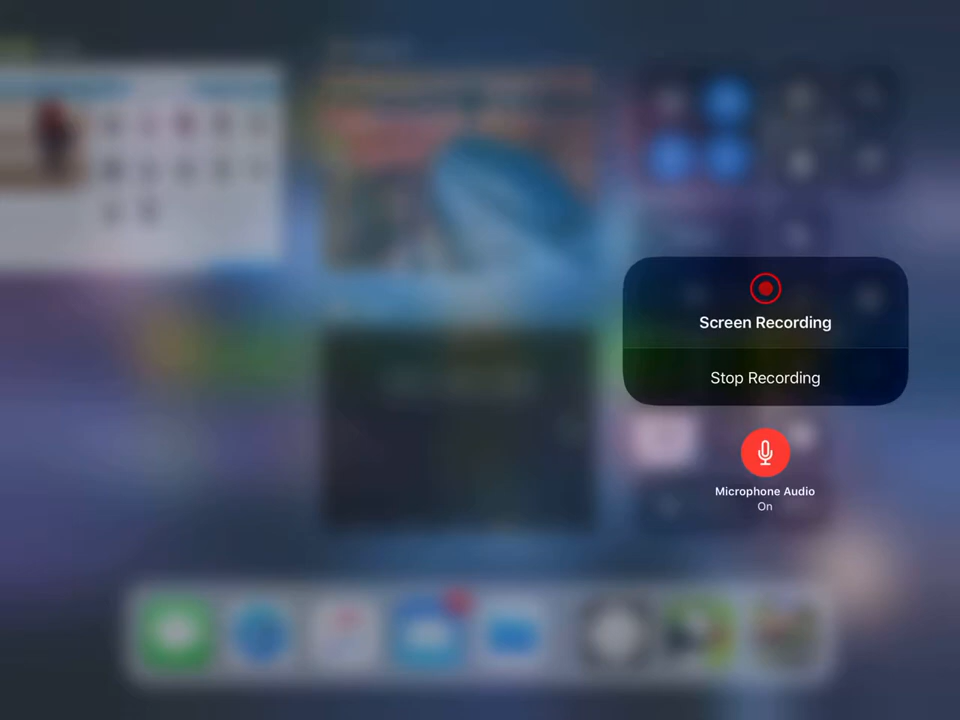 Screen Recording
Stop Recording
Microphone Audio
On